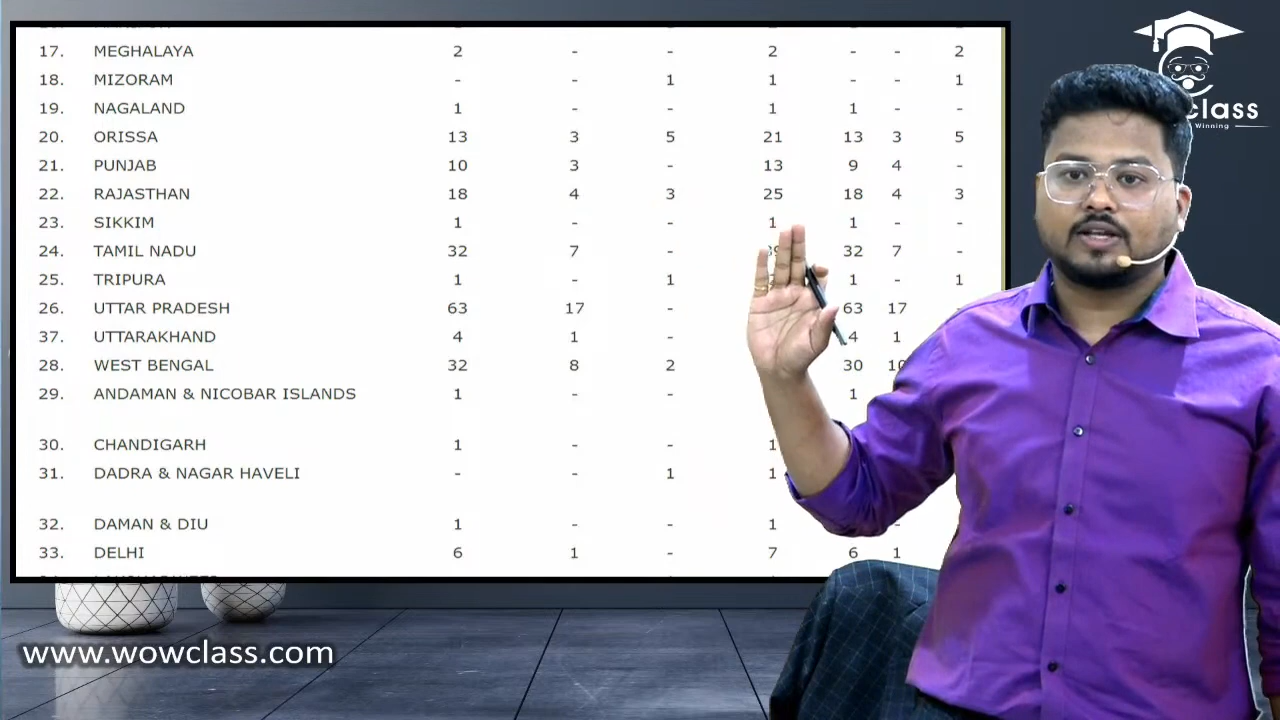 17. MEGHALAYA 2 - - 2 - - 2
18. MIZORAM - - 1 1 - - 1
19. NAGALAND 1 - - 1 1 - -
20. ORISSA 13 3 5 21 13 3 5
21. PUNJAB 10 3 - 13 9 4 -
22. RAJASTHAN 18 4 3 25 18 4 3
23. SIKKIM 1 - - 1 1 - -
24. TAMIL NADU 32 7 - 32 7 -
25. TRIPURA 1 - 1 1 - 1
26. UTTAR PRADESH 63 17 - 63 17 -
37. UTTARAKHAND 4 1 - 4 1
28. WEST BENGAL 32 8 2 30 10
29. ANDAMAN & NICOBAR ISLANDS 1 - - 1
30. CHANDIGARH 1 - - 1
31. DADRA & NAGAR HAVELI - - 1 1
32. DAMAN & DIU 1 - - 1 -
33. DELHI 6 1 - 7 6 1
class
Winning
www.wowclass.com